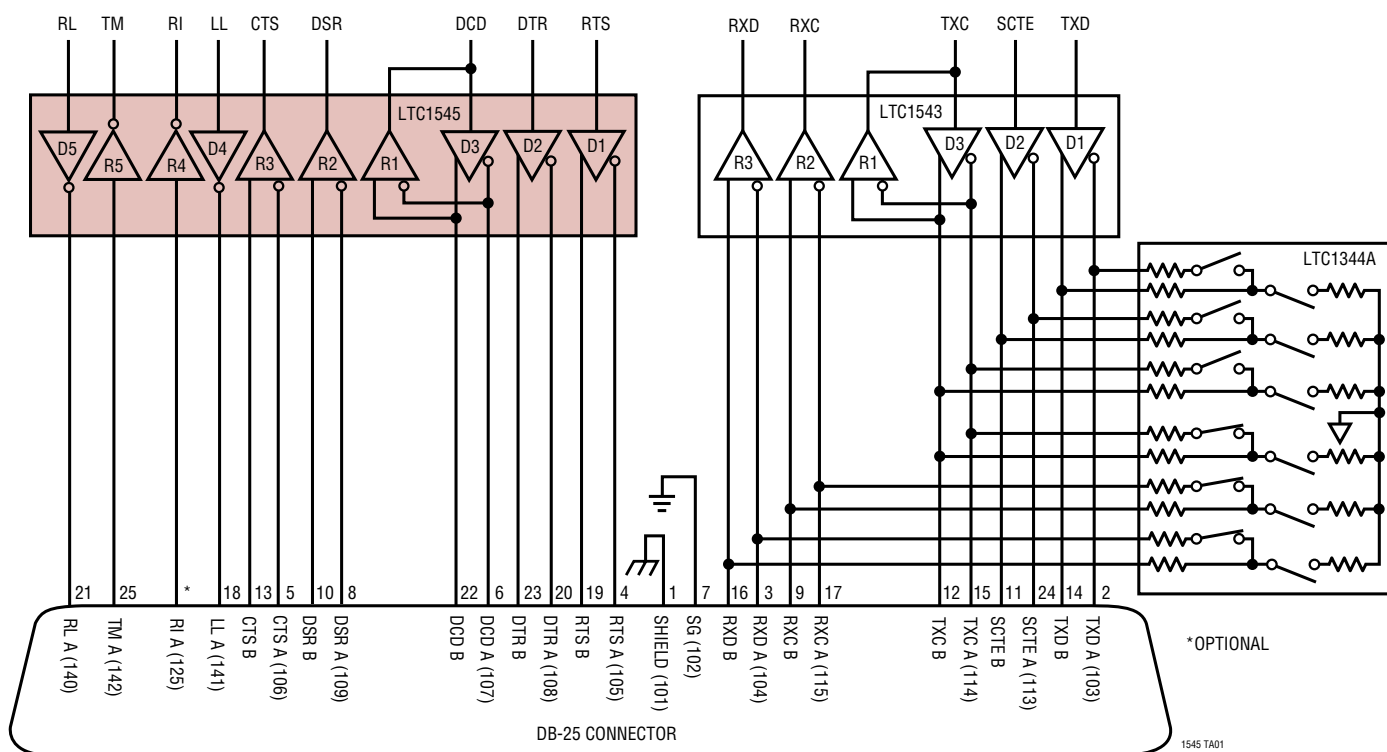 RL TM RI LL CTS DSR DCD DTR RTS RXD RXC TXC SCTE TXD
LTC1545 LTC1543
D5 R5 R4 D4 R3 R2 R1 D3 D2 D1 R3 R2 R1 D3 D2 D1
LTC1344A
21 25 * 18 13 5 10 8 22 6 23 20 19 4 1 7 16 3 9 17 12 15 11 24 14 2
RL A (140)
TM A (142)
RI A (125)
LL A (141)
CTS B
CTS A (106)
DSR B
DSR A (109)
DCD B
DCD A (107)
DTR B
DTR A (108)
RTS B
RTS A (105)
SHIELD (101)
SG (102)
RXD B
RXD A (104)
RXC B
RXC A (115)
TXC B
TXC A (114)
SCTE B
SCTE A (113)
TXD B
TXD A (103)
*OPTIONAL
DB-25 CONNECTOR
1545 TA01